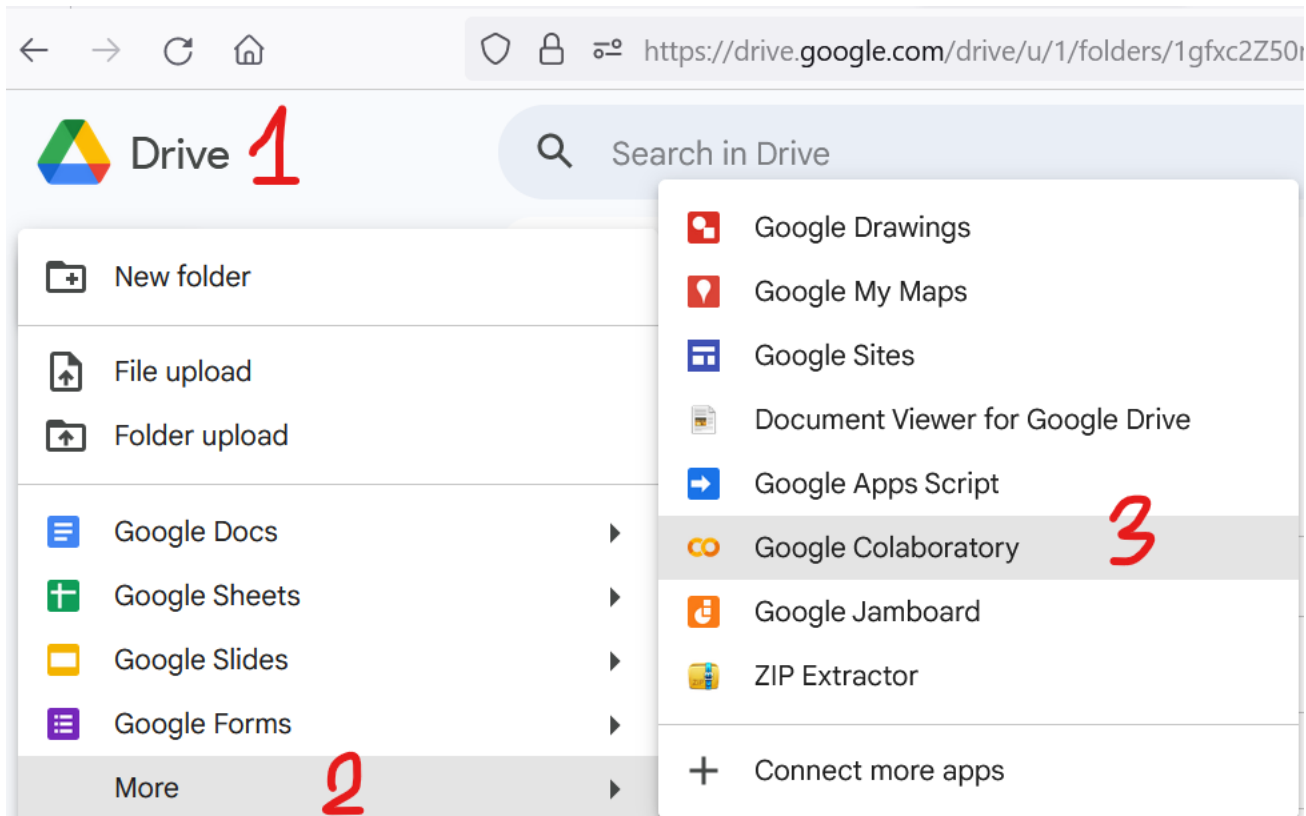 https://drive.google.com/drive/u/1/folders/1gfxc2Z50
Drive 1
Search in Drive
New folder
File upload
Folder upload
Google Docs
Google Sheets
Google Slides
Google Forms
More 2
Google Drawings
Google My Maps
Google Sites
Document Viewer for Google Drive
Google Apps Script
Google Colaboratory 3
Google Jamboard
ZIP Extractor
Connect more apps